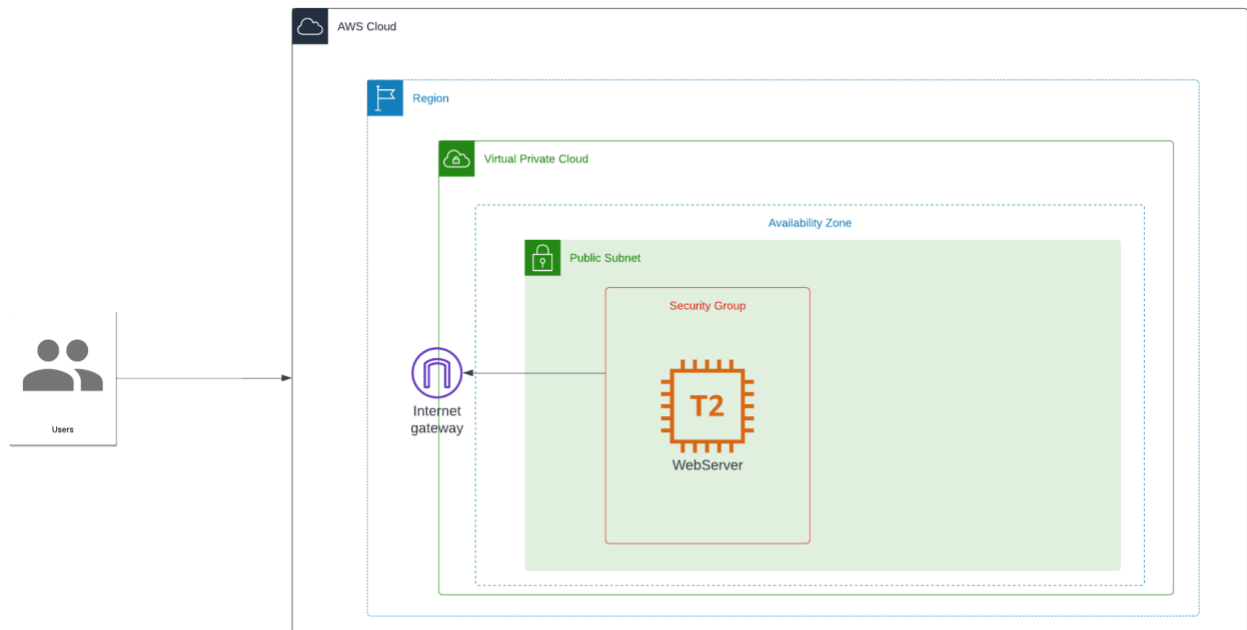 AWS Cloud
Region
Virtual Private Cloud
Availability Zone
Public Subnet
Security Group
T2
WebServer
Internet
gateway
Users